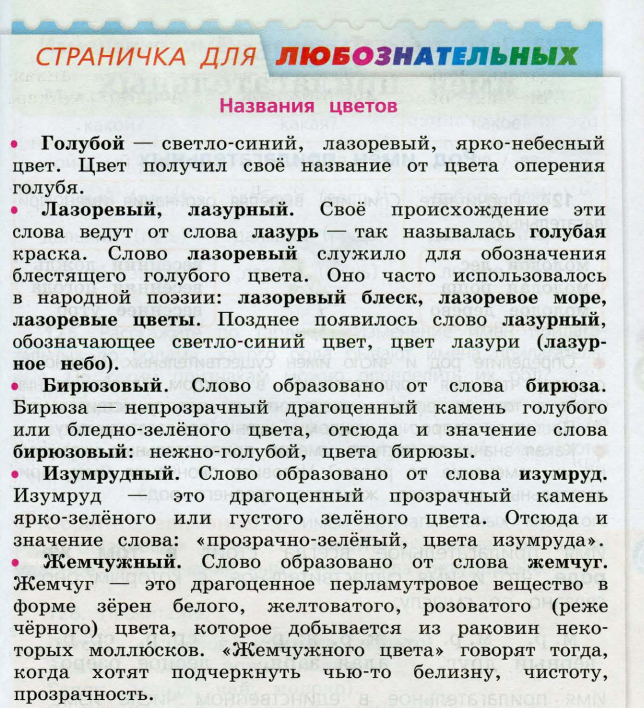 СТРАНИЧКА ДЛЯ ЛЮБОЗНАТЕЛЬНЫХ
Названия цветов
• Голубой — светло-синий, лазоревый, ярко-небесный
цвет. Цвет получил своё название от цвета оперения
голубя.
• Лазоревый, лазурный. Своё происхождение эти
слова ведут от слова лазурь — так называлась голубая
краска. Слово лазоревый служило для обозначения
блестящего голубого цвета. Оно часто использовалось
в народной поэзии: лазоревый блеск, лазоревое море,
лазоревые цветы. Позднее появилось слово лазурный,
обозначающее светло-синий цвет, цвет лазури (лазур-
ное небо).
• Бирюзовый. Слово образовано от слова бирюза.
Бирюза — непрозрачный драгоценный камень голубого
или бледно-зелёного цвета, отсюда и значение слова
бирюзовый: нежно-голубой, цвета бирюзы.
• Изумрудный. Слово образовано от слова изумруд.
Изумруд — это драгоценный прозрачный камень
ярко-зелёного или густого зелёного цвета. Отсюда и
значение слова: «прозрачно-зелёный, цвета изумруда».
• Жемчужный. Слово образовано от слова жемчуг.
Жемчуг — это драгоценное перламутровое вещество в
форме зёрен белого, желтоватого, розоватого (реже
чёрного) цвета, которое добывается из раковин неко-
торых моллюсков. «Жемчужного цвета» говорят тогда,
когда хотят подчеркнуть чью-то белизну, чистоту,
прозрачность.